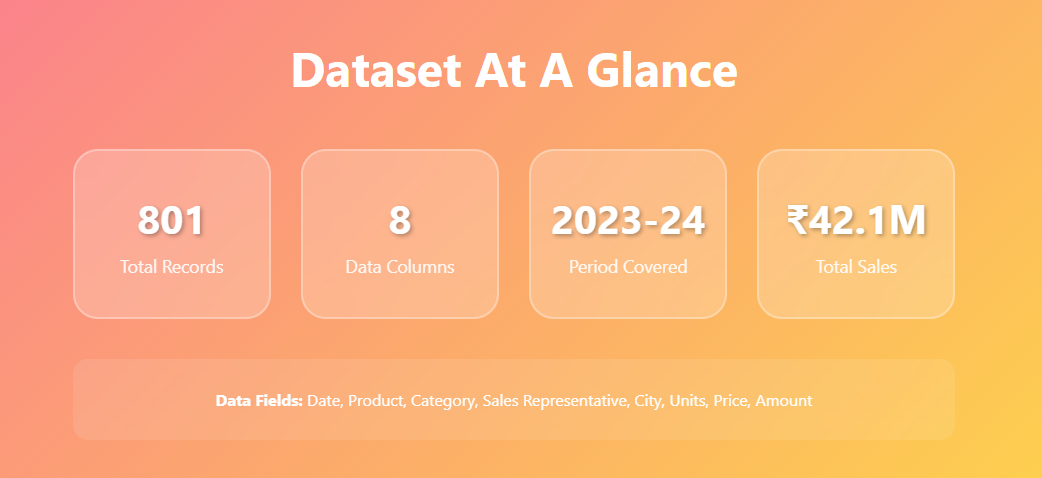 Dataset At A Glance
801
Total Records
8
Data Columns
2023-24
Period Covered
₹42.1M
Total Sales
Data Fields: Date, Product, Category, Sales Representative, City, Units, Price, Amount